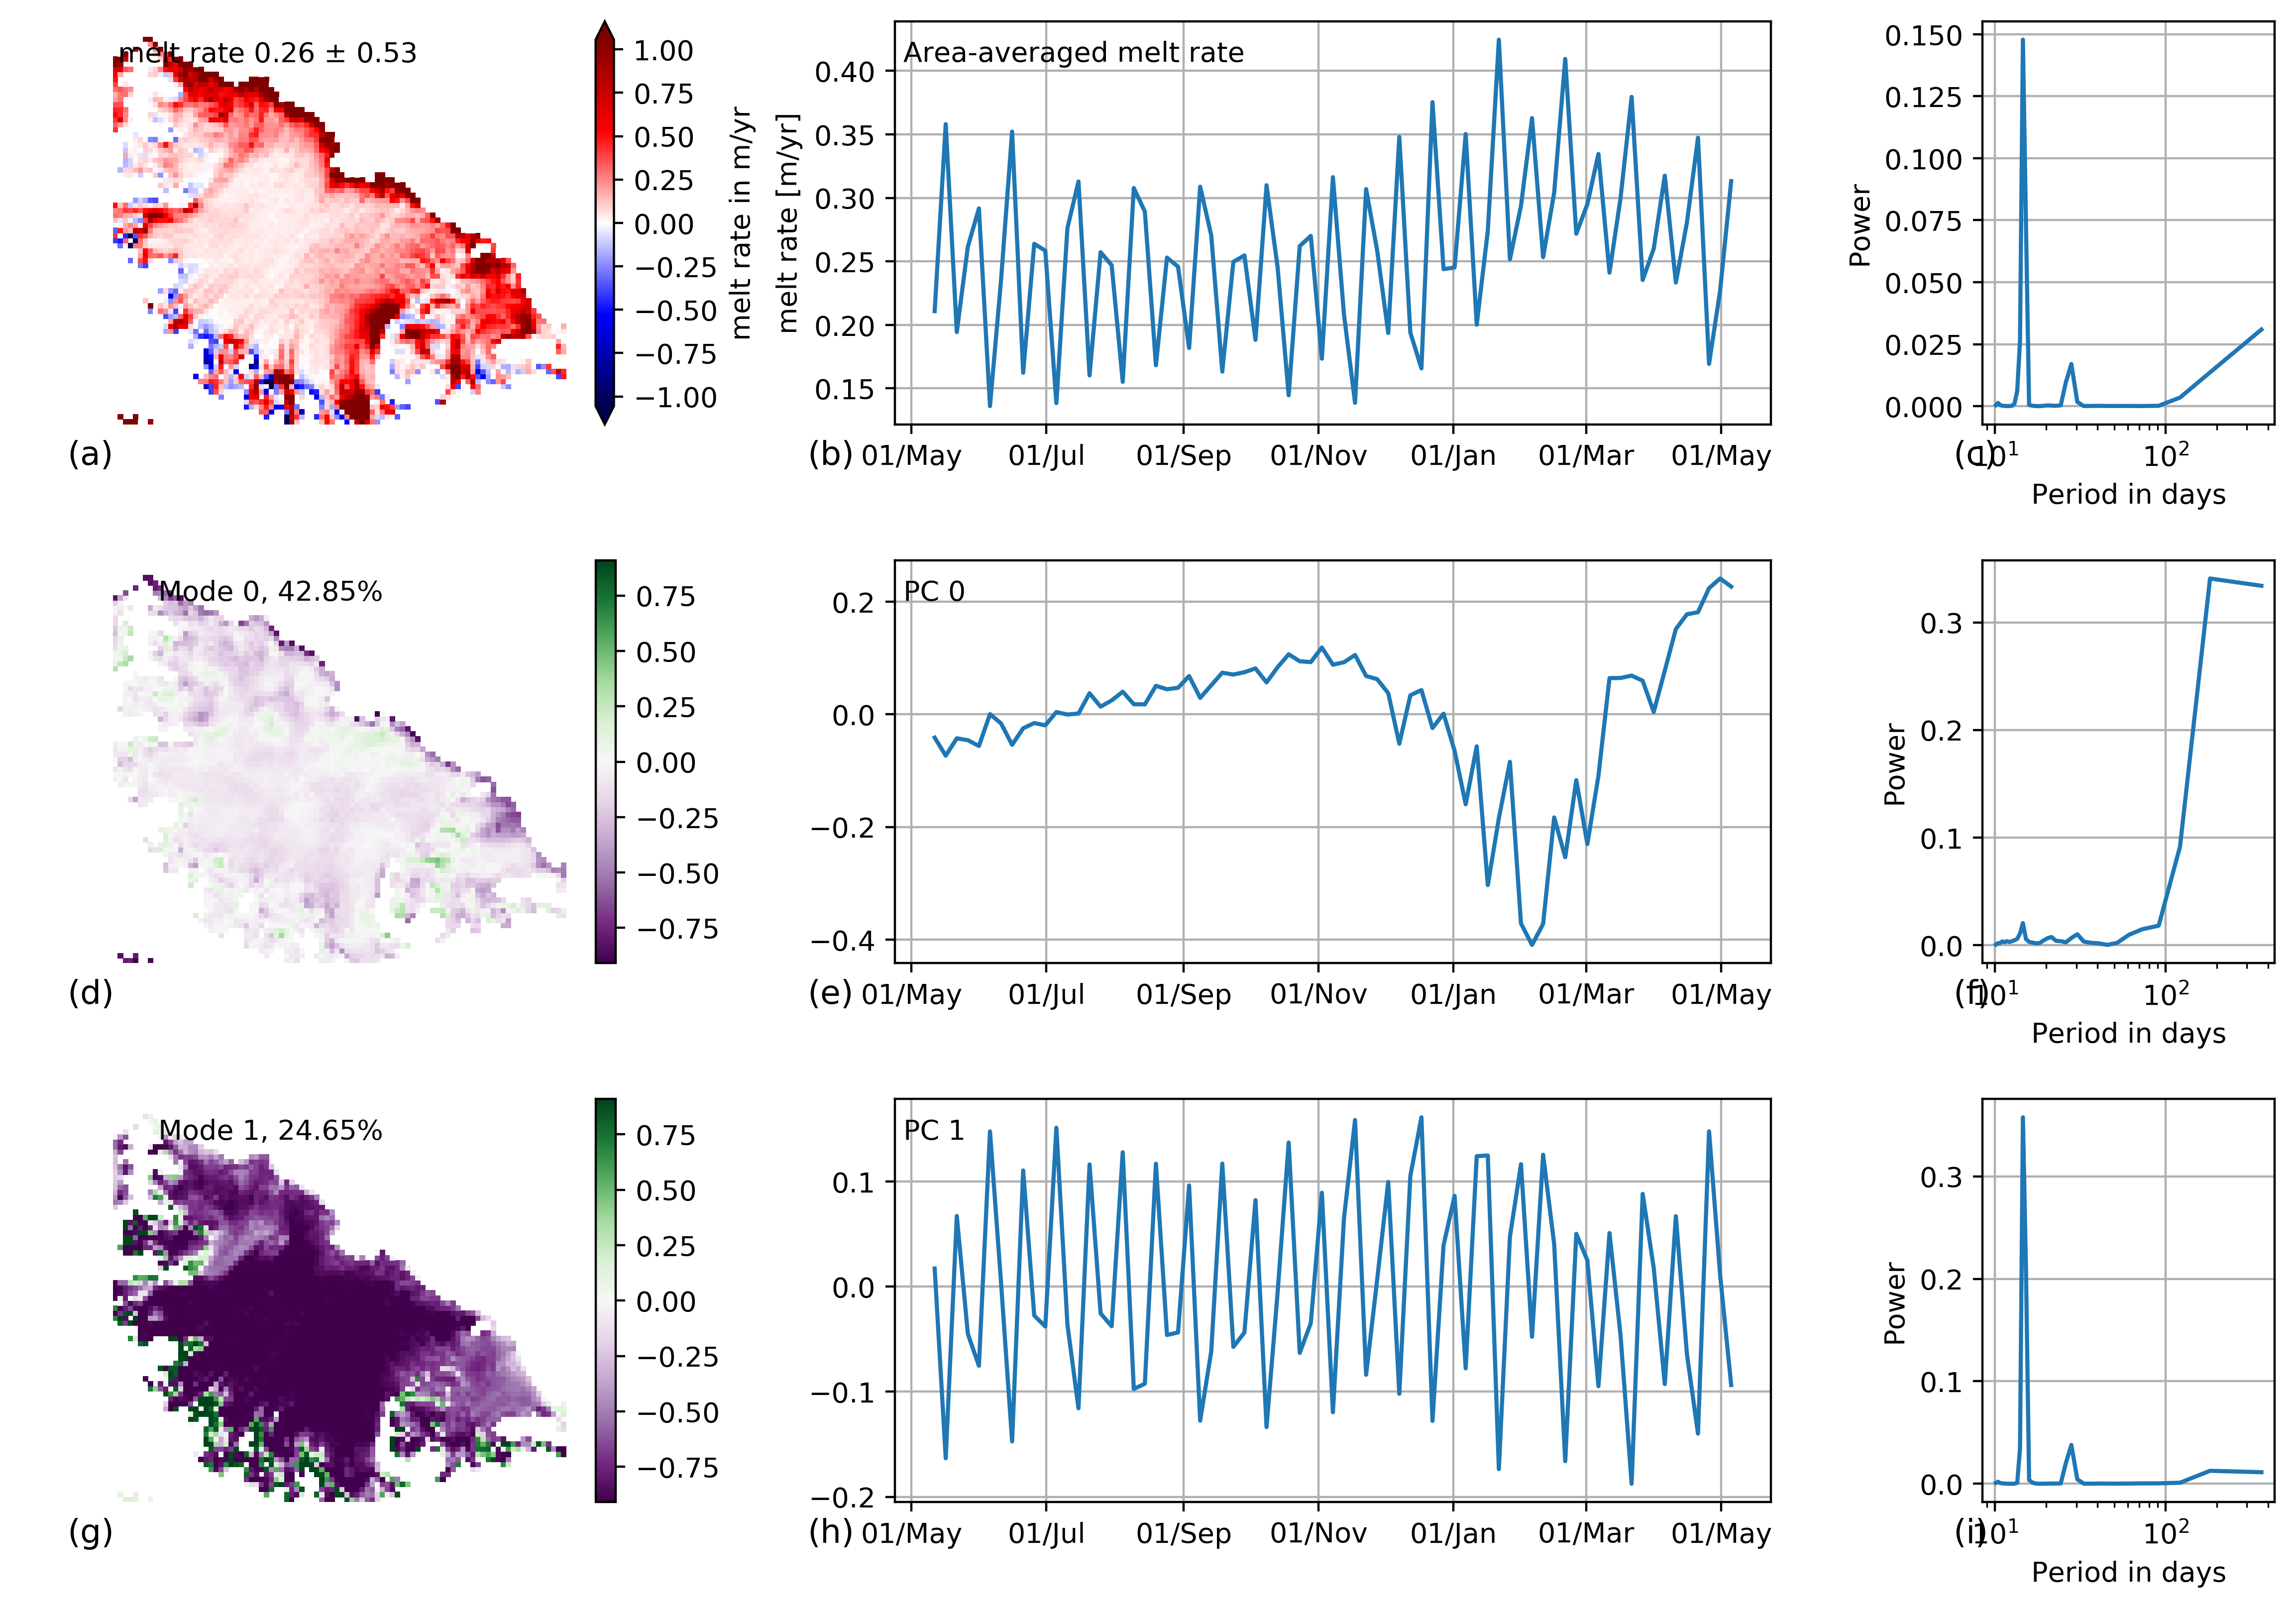 melt rate 0.26 ± 0.53
1.00
0.75
0.50
0.25
0.00
−0.25
−0.50
−0.75
−1.00
melt rate in m/yr
(a)
Area-averaged melt rate
melt rate [m/yr]
0.40
0.35
0.30
0.25
0.20
0.15
(b) 01/May 01/Jul 01/Sep 01/Nov 01/Jan 01/Mar 01/May
Power
0.150
0.125
0.100
0.075
0.050
0.025
0.000
(c) 10¹ 10²
Period in days
Mode 0, 42.85%
0.75
0.50
0.25
0.00
−0.25
−0.50
−0.75
(d)
PC 0
0.2
0.0
−0.2
−0.4
(e) 01/May 01/Jul 01/Sep 01/Nov 01/Jan 01/Mar 01/May
Power
0.3
0.2
0.1
0.0
(f) 10¹ 10²
Period in days
Mode 1, 24.65%
0.75
0.50
0.25
0.00
−0.25
−0.50
−0.75
(g)
PC 1
0.1
0.0
−0.1
−0.2
(h) 01/May 01/Jul 01/Sep 01/Nov 01/Jan 01/Mar 01/May
Power
0.3
0.2
0.1
0.0
(i) 10¹ 10²
Period in days